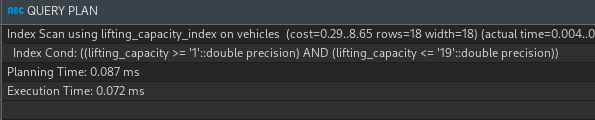 ABC QUERY PLAN
Index Scan using lifting_capacity_index on vehicles (cost=0.29..8.65 rows=18 width=18) (actual time=0.004..0
Index Cond: ((lifting_capacity >= '1'::double precision) AND (lifting_capacity <= '19'::double precision))
Planning Time: 0.087 ms
Execution Time: 0.072 ms